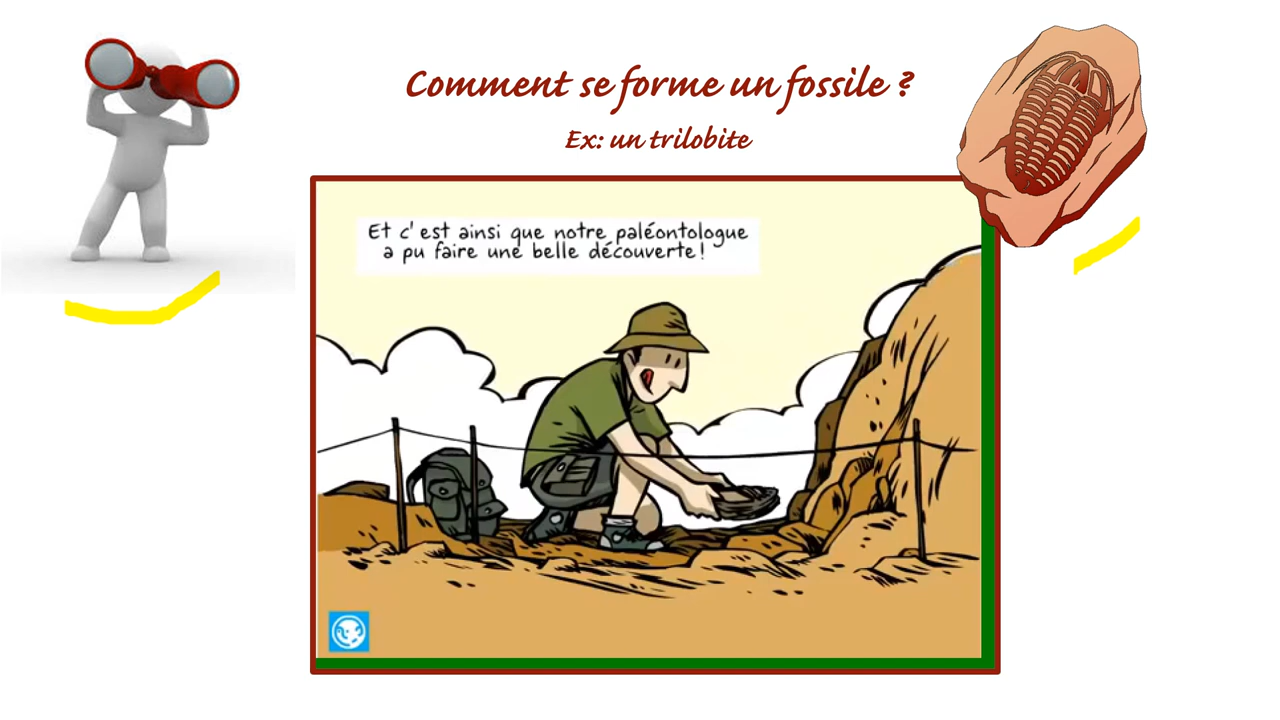 Comment se forme un fossile ?
Ex: un trilobite
Et c'est ainsi que notre paléontologue
a pu faire une belle découverte!